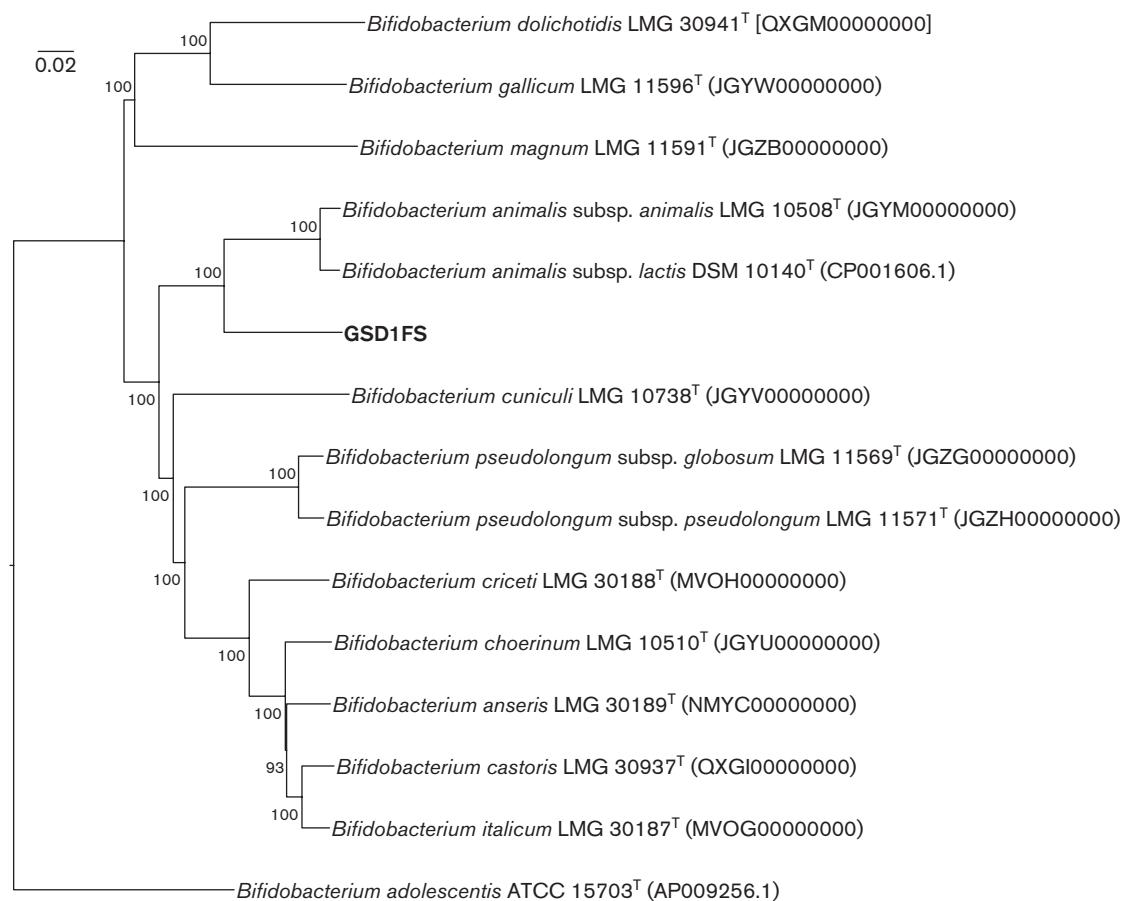 Bifidobacterium dolichotidis LMG 30941T [QXGM00000000]
100
0.02
100
Bifidobacterium gallicum LMG 11596T (JGYW00000000)
Bifidobacterium magnum LMG 11591T (JGZB00000000)
Bifidobacterium animalis subsp. animalis LMG 10508T (JGYM00000000)
100
100
Bifidobacterium animalis subsp. lactis DSM 10140T (CP001606.1)
GSD1FS
100
Bifidobacterium cuniculi LMG 10738T (JGYV00000000)
Bifidobacterium pseudolongum subsp. globosum LMG 11569T (JGZG00000000)
100
100
Bifidobacterium pseudolongum subsp. pseudolongum LMG 11571T (JGZH00000000)
100
Bifidobacterium criceti LMG 30188T (MVOH00000000)
Bifidobacterium choerinum LMG 10510T (JGYU00000000)
100
Bifidobacterium anseris LMG 30189T (NMYC00000000)
100
93
Bifidobacterium castoris LMG 30937T (QXGI00000000)
100
Bifidobacterium italicum LMG 30187T (MVOG00000000)
Bifidobacterium adolescentis ATCC 15703T (AP009256.1)